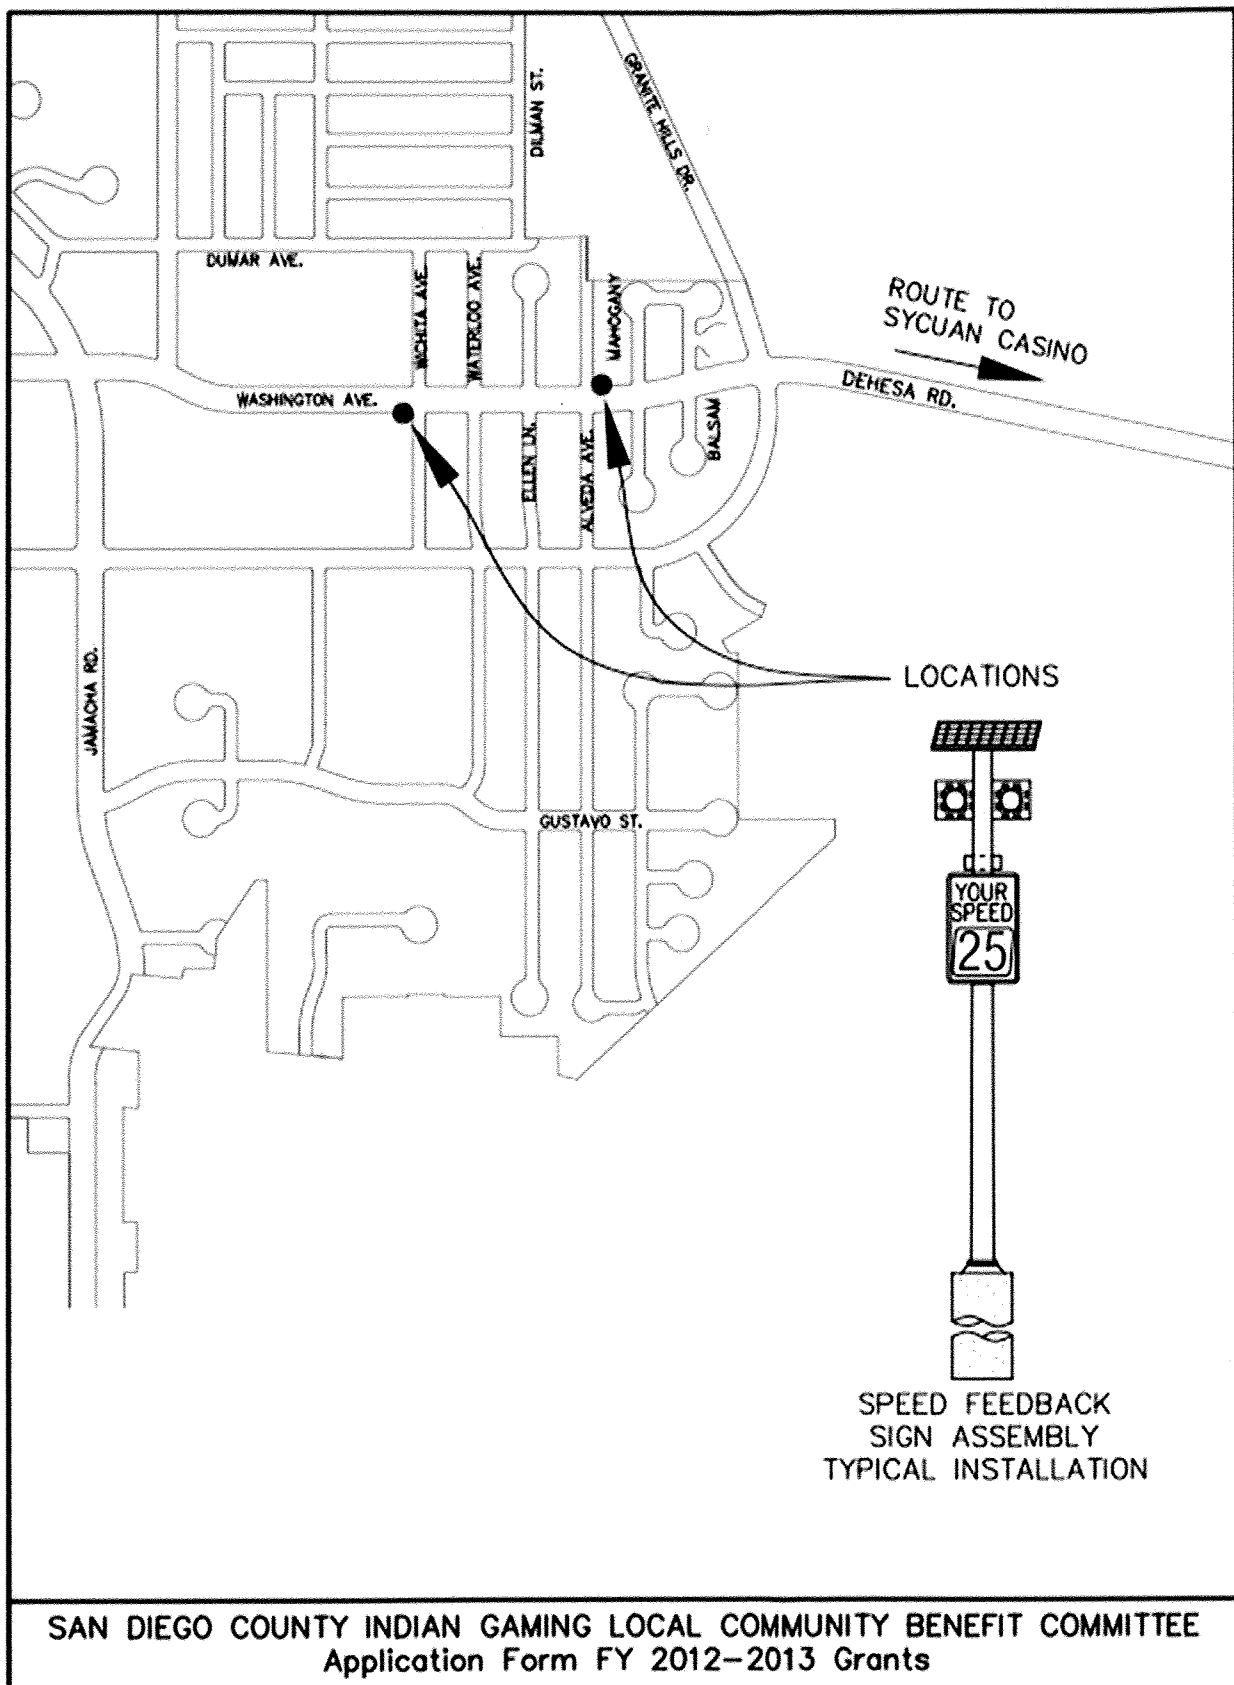 DILMAN ST.
GRANITE HILLS DR.
DUMAR AVE.
WICHITA AVE.
WATERLOO AVE.
MAHOGANY
ROUTE TO
SYCUAN CASINO
WASHINGTON AVE.
DEHESA RD.
ELLEN LN.
ALVEDA AVE.
BALSAM
JAMACHA RD.
LOCATIONS
GUSTAVO ST.
YOUR
SPEED
25
SPEED FEEDBACK
SIGN ASSEMBLY
TYPICAL INSTALLATION
SAN DIEGO COUNTY INDIAN GAMING LOCAL COMMUNITY BENEFIT COMMITTEE
Application Form FY 2012–2013 Grants